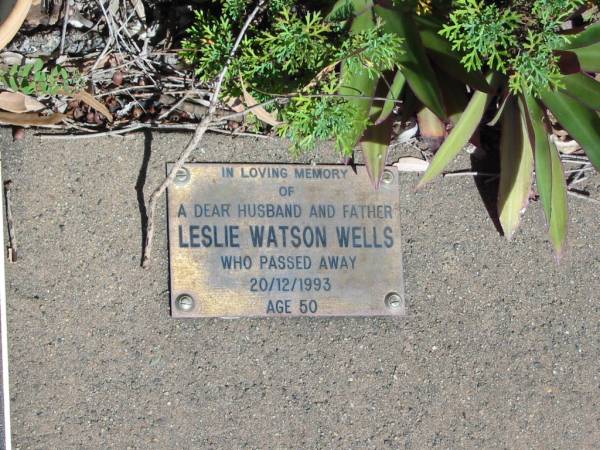 IN LOVING MEMORY
OF
A DEAR HUSBAND AND FATHER
LESLIE WATSON WELLS
WHO PASSED AWAY
20/12/1993
AGE 50